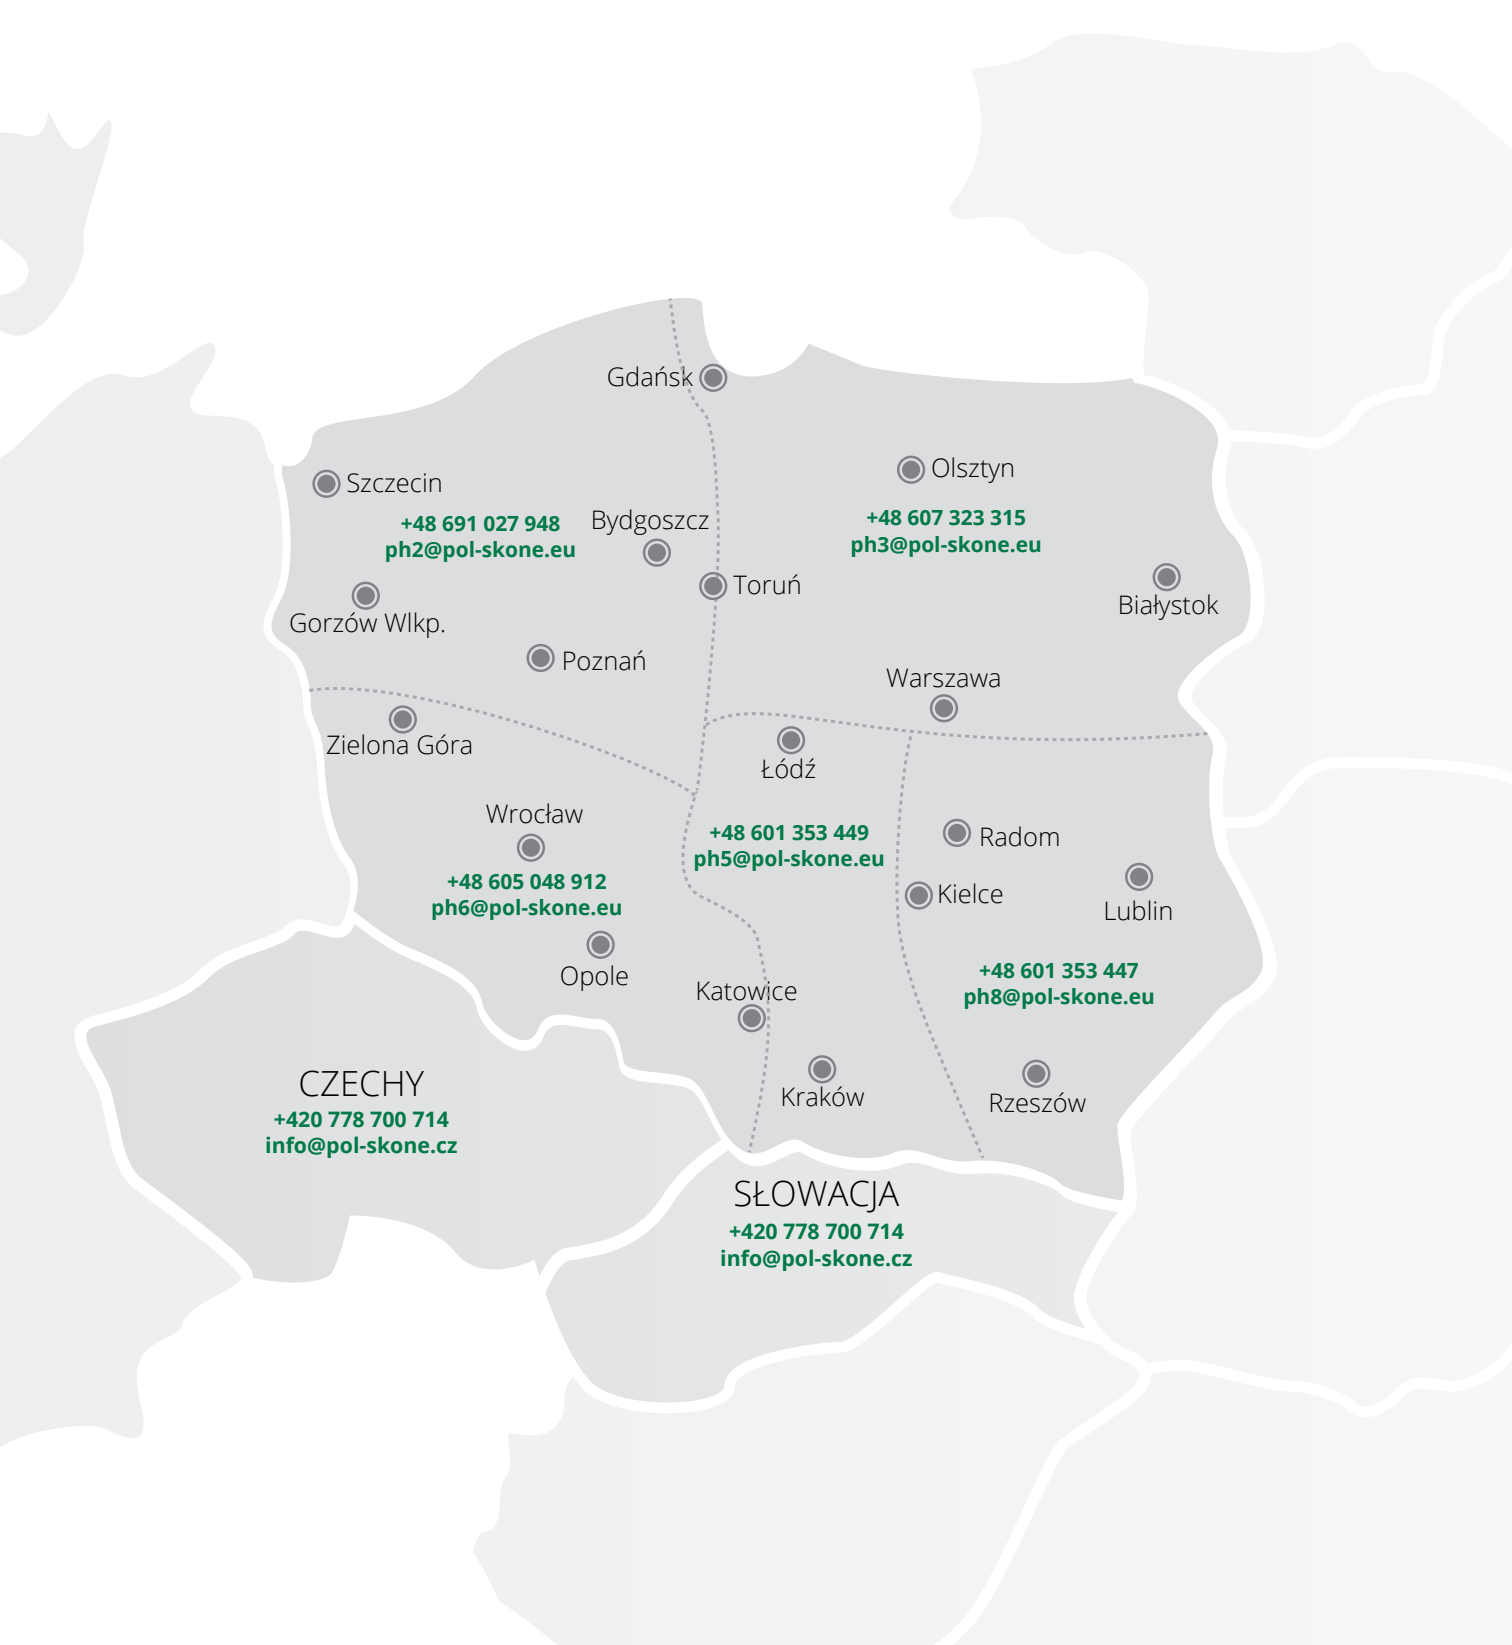 Gdańsk
Olsztyn
Szczecin
+48 691 027 948
ph2@pol-skone.eu
Bydgoszcz
+48 607 323 315
ph3@pol-skone.eu
Toruń
Białystok
Gorzów Wlkp.
Poznań
Warszawa
Zielona Góra
Łódź
Wrocław
+48 605 048 912
ph6@pol-skone.eu
+48 601 353 449
ph5@pol-skone.eu
Radom
Kielce
Lublin
Opole
Katowice
+48 601 353 447
ph8@pol-skone.eu
Kraków
Rzeszów
CZECHY
+420 778 700 714
info@pol-skone.cz
SŁOWACJA
+420 778 700 714
info@pol-skone.cz